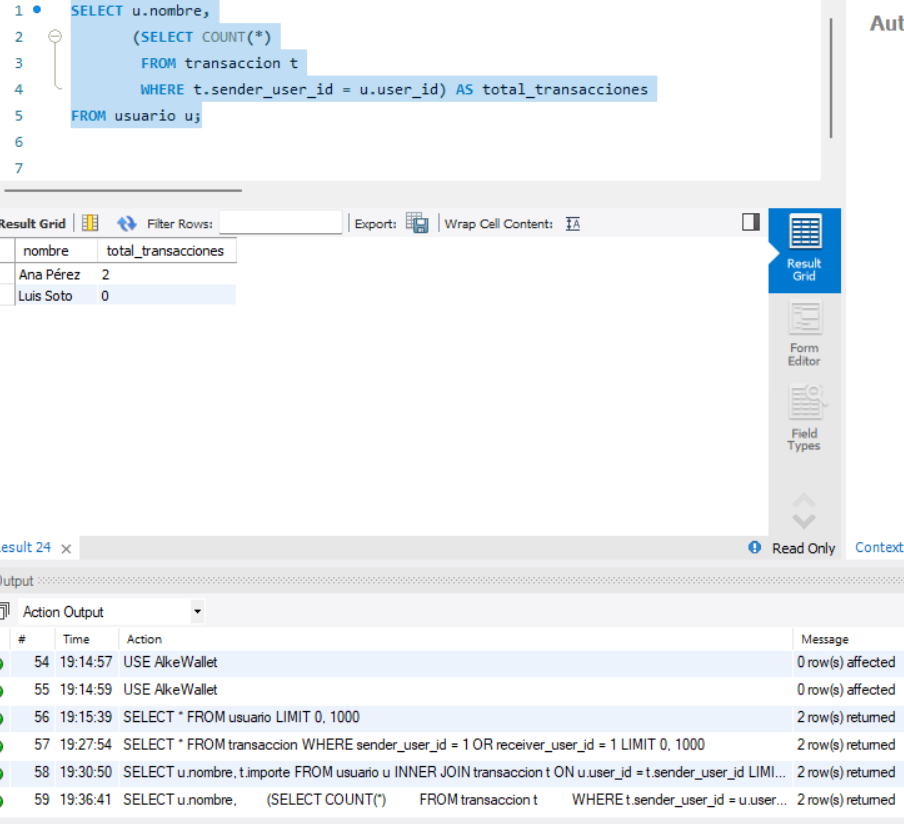 1 SELECT u.nombre,
2 (SELECT COUNT(*)
3 FROM transaccion t
4 WHERE t.sender_user_id = u.user_id) AS total_transacciones
5 FROM usuario u;
6
7
Aut
Result Grid Filter Rows: Export: Wrap Cell Content:
nombre total_transacciones
Ana Pérez 2
Luis Soto 0
Result
Grid
Form
Editor
Field
Types
esult 24 Read Only Context
Output
Action Output
# Time Action Message
54 19:14:57 USE AlkeWallet 0 row(s) affected
55 19:14:59 USE AlkeWallet 0 row(s) affected
56 19:15:39 SELECT * FROM usuario LIMIT 0, 1000 2 row(s) returned
57 19:27:54 SELECT * FROM transaccion WHERE sender_user_id = 1 OR receiver_user_id = 1 LIMIT 0, 1000 2 row(s) returned
58 19:30:50 SELECT u.nombre, t.importe FROM usuario u INNER JOIN transaccion t ON u.user_id = t.sender_user_id LIMI... 2 row(s) returned
59 19:36:41 SELECT u.nombre, (SELECT COUNT(*) FROM transaccion t WHERE t.sender_user_id = u.user... 2 row(s) returned